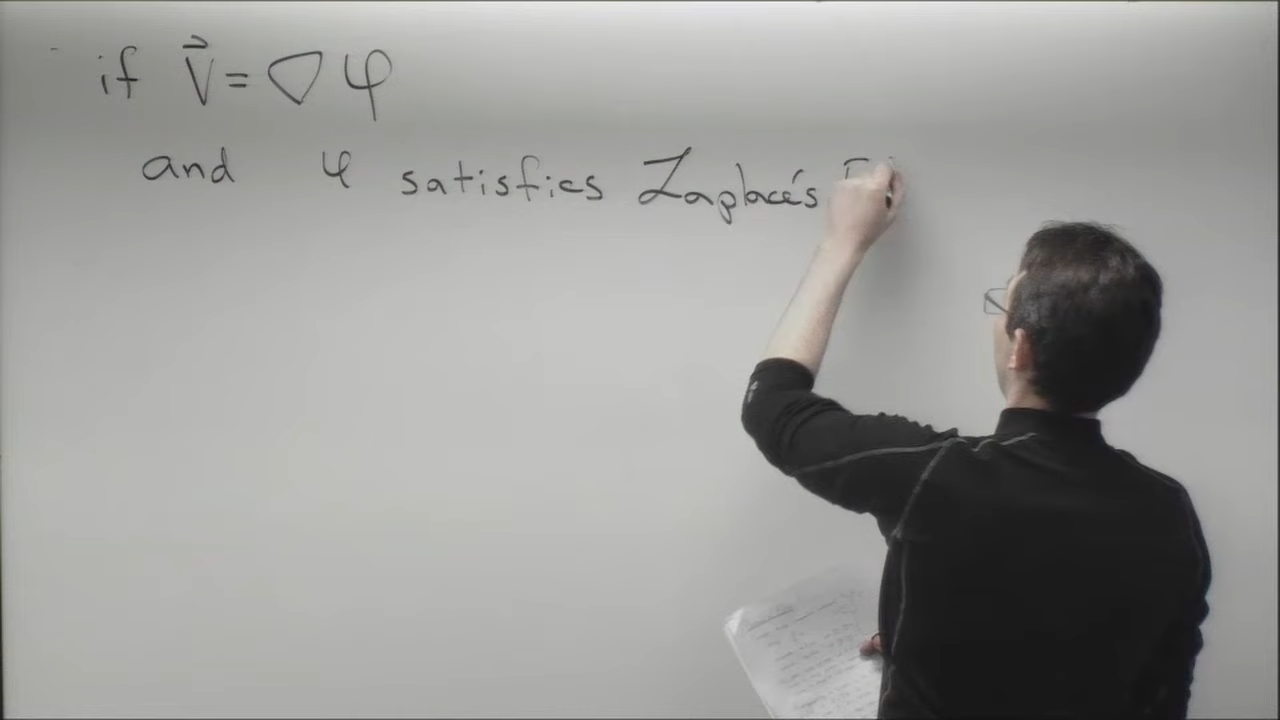 if V⃗ = ∇ φ
and φ satisfies Laplace's